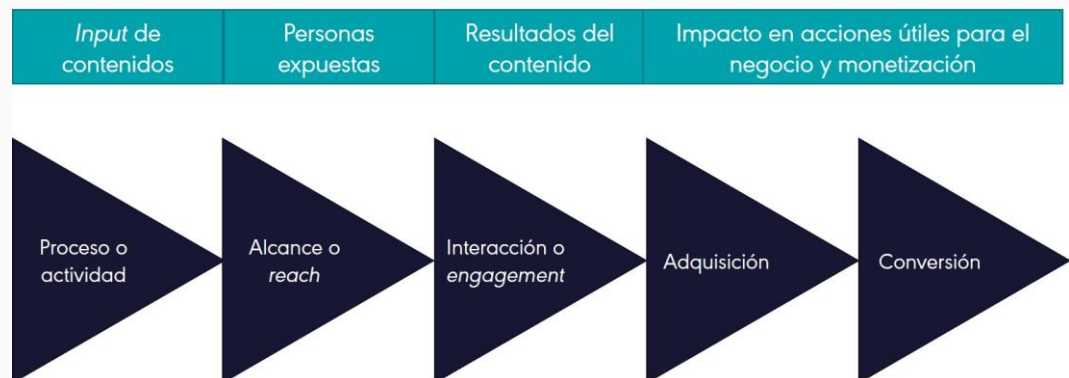 Input de
contenidos
Personas
expuestas
Resultados del
contenido
Impacto en acciones útiles para el
negocio y monetización
Proceso o
actividad
Alcance o
reach
Interacción o
engagement
Adquisición
Conversión